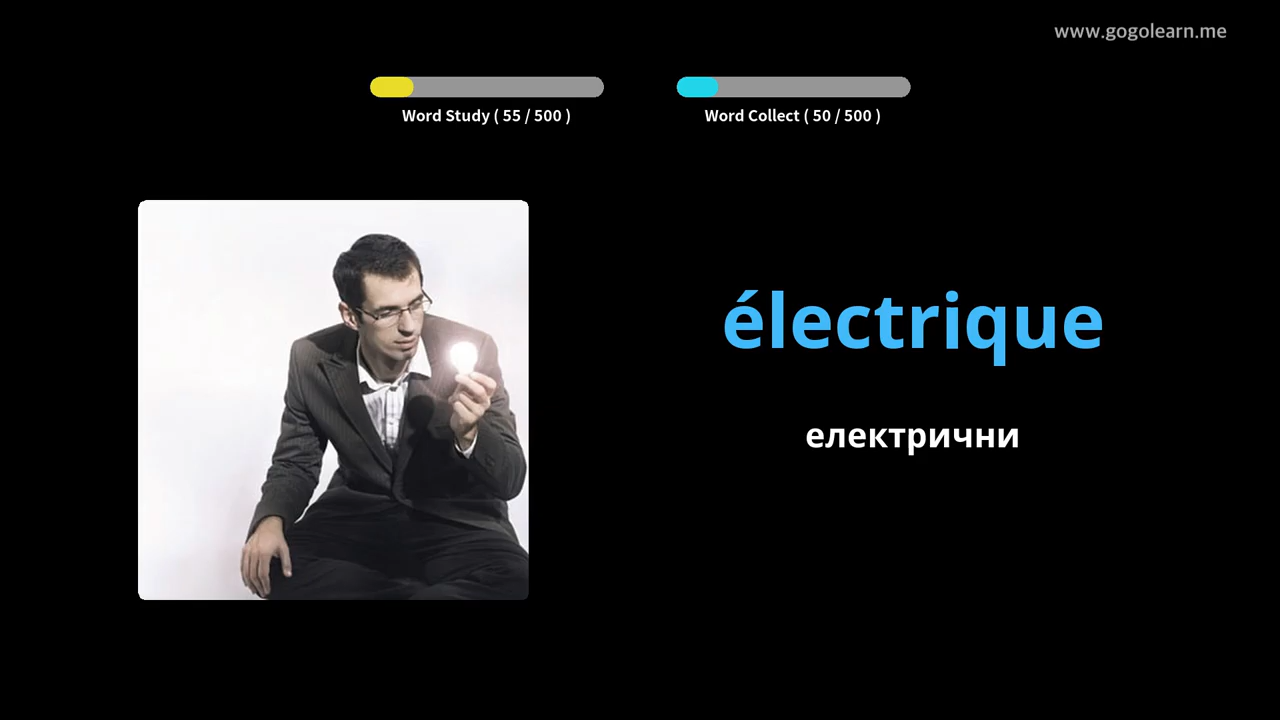 www.gogolearn.me
Word Study ( 55 / 500 )
Word Collect ( 50 / 500 )
électrique
електрични